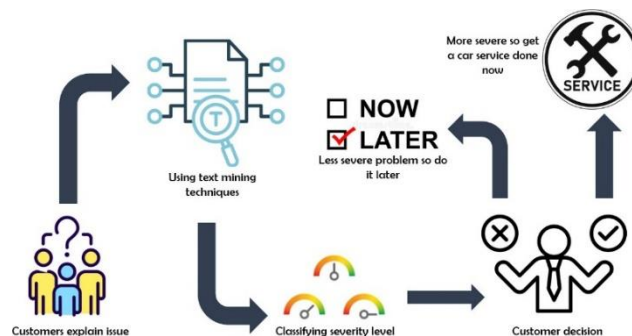 More severe so get
a car service done
now
SERVICE
NOW
LATER
Less severe problem so do
it later
T
Using text mining
techniques
Customers explain issue
Classifying severity level
Customer decision